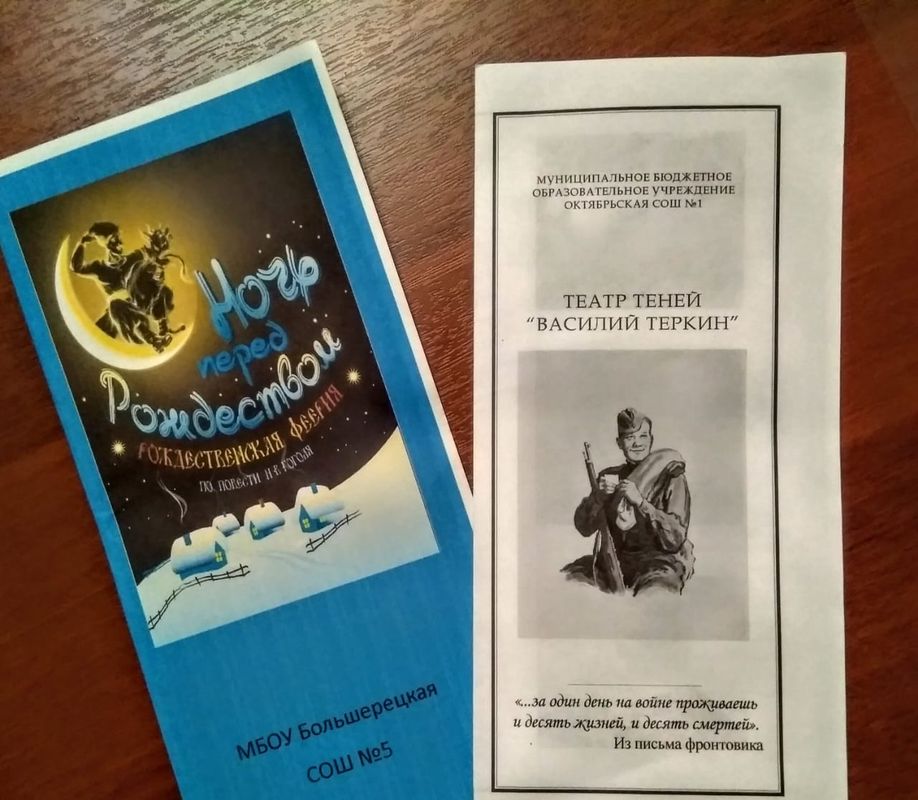 Ночь
перед
Рождеством
РОЖДЕСТВЕНСКАЯ ФЕЕРИЯ
ПО ПОВЕСТИ Н.В. ГОГОЛЯ
МБОУ Большерецкая
СОШ №5
МУНИЦИПАЛЬНОЕ БЮДЖЕТНОЕ
ОБРАЗОВАТЕЛЬНОЕ УЧРЕЖДЕНИЕ
ОКТЯБРЬСКАЯ СОШ №1
ТЕАТР ТЕНЕЙ
“ВАСИЛИЙ ТЕРКИН”
«...за один день на войне проживаешь
и десять жизней, и десять смертей».
Из письма фронтовика